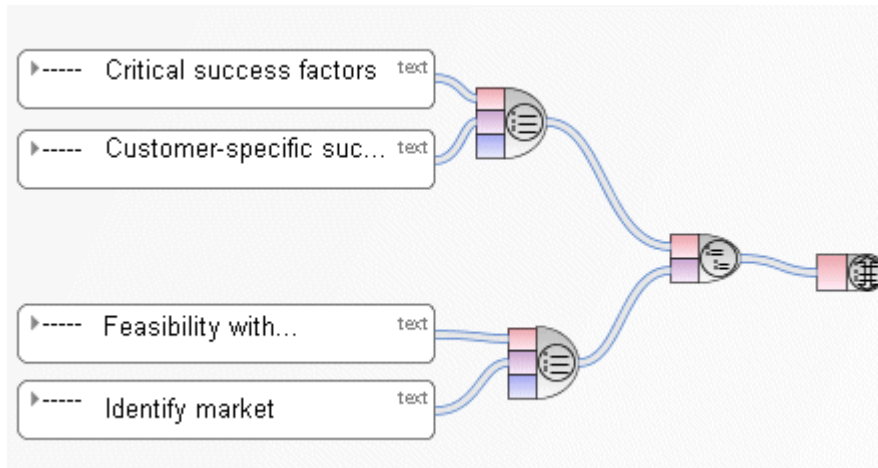 ----- Critical success factors text
----- Customer-specific suc... text
----- Feasibility with... text
----- Identify market text